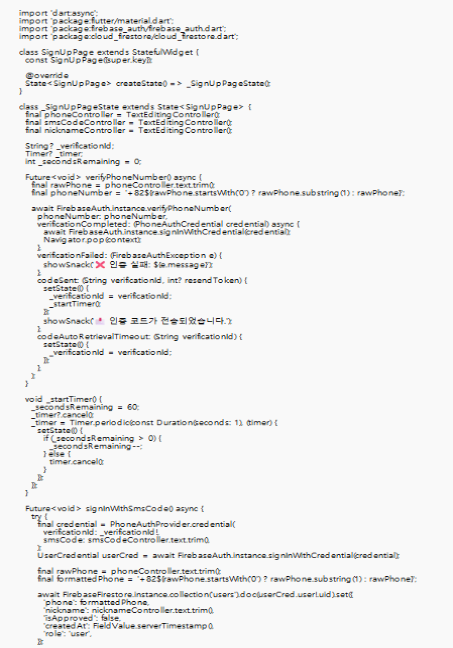 import 'dart:async';
import 'package:flutter/material.dart';
import 'package:firebase_auth/firebase_auth.dart';
import 'package:cloud_firestore/cloud_firestore.dart';

class SignUpPage extends StatefulWidget {
const SignUpPage({super.key});

@override
State<SignUpPage> createState() => _SignUpPageState();
}

class _SignUpPageState extends State<SignUpPage> {
final phoneController = TextEditingController();
final smsCodeController = TextEditingController();
final nicknameController = TextEditingController();

String? _verificationId;
Timer? _timer;
int _secondsRemaining = 0;

Future<void> verifyPhoneNumber() async {
final rawPhone = phoneController.text.trim();
final phoneNumber = '+82${rawPhone.startsWith('0') ? rawPhone.substring(1) : rawPhone}';

await FirebaseAuth.instance.verifyPhoneNumber(
phoneNumber: phoneNumber,
verificationCompleted: (PhoneAuthCredential credential) async {
await FirebaseAuth.instance.signInWithCredential(credential);
Navigator.pop(context);
},
verificationFailed: (FirebaseAuthException e) {
showSnack('❌ 인증 실패: ${e.message}');
},
codeSent: (String verificationId, int? resendToken) {
setState(() {
_verificationId = verificationId;
_startTimer();
});
showSnack('📩 인증 코드가 전송되었습니다.');
},
codeAutoRetrievalTimeout: (String verificationId) {
setState(() {
_verificationId = verificationId;
});
},
);
}

void _startTimer() {
_secondsRemaining = 60;
_timer?.cancel();
_timer = Timer.periodic(const Duration(seconds: 1), (timer) {
setState(() {
if (_secondsRemaining > 0) {
_secondsRemaining--;
} else {
timer.cancel();
}
});
});
}

Future<void> signInWithSmsCode() async {
try {
final credential = PhoneAuthProvider.credential(
verificationId: _verificationId!,
smsCode: smsCodeController.text.trim(),
);
UserCredential userCred = await FirebaseAuth.instance.signInWithCredential(credential);

final rawPhone = phoneController.text.trim();
final formattedPhone = '+82${rawPhone.startsWith('0') ? rawPhone.substring(1) : rawPhone}';

await FirebaseFirestore.instance.collection('users').doc(userCred.user!.uid).set({
'phone': formattedPhone,
'nickname': nicknameController.text.trim(),
'isApproved': false,
'createdAt': FieldValue.serverTimestamp(),
'role': 'user',
});